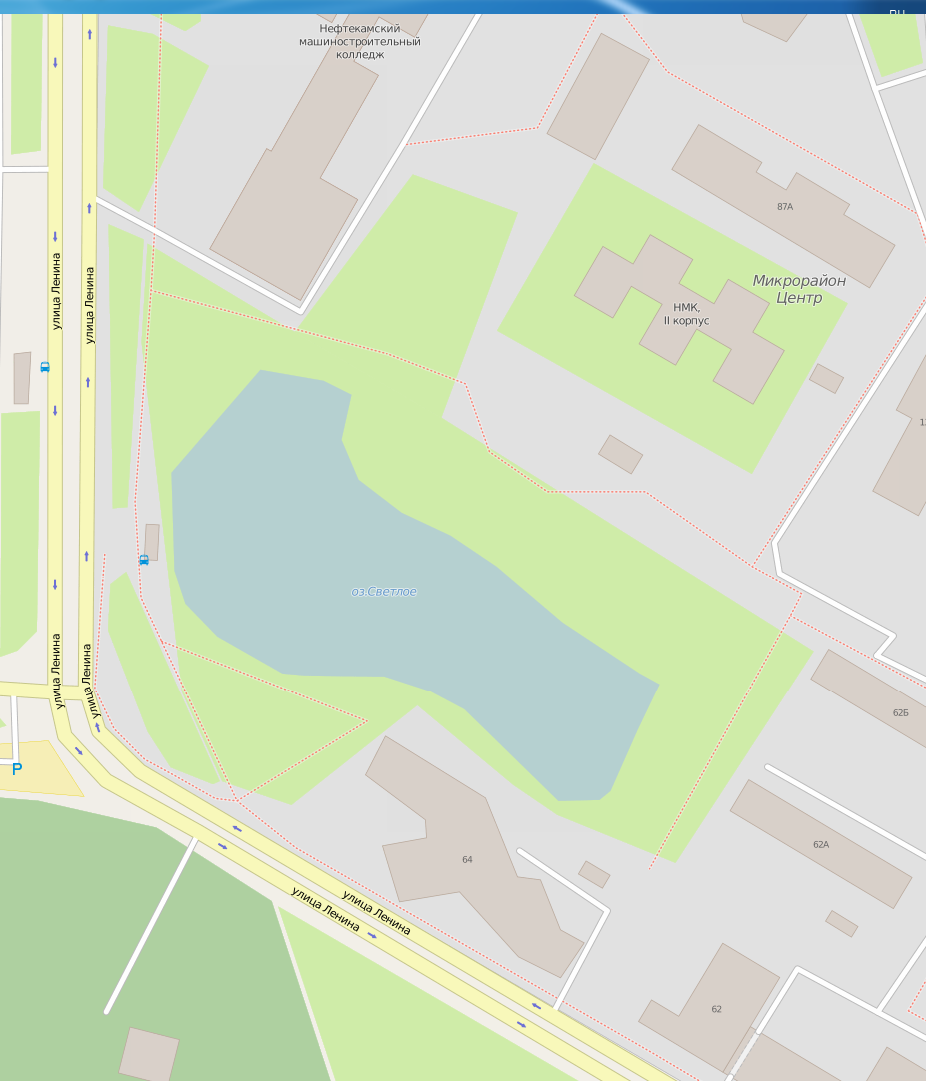 Нефтекамский
машиностроительный
колледж
87А
Микрорайон
Центр
НМК,
II корпус
улица Ленина
улица Ленина
оз.Светлое
улица Ленина
улица Ленина
62Б
P
62А
64
улица Ленина
улица Ленина
62